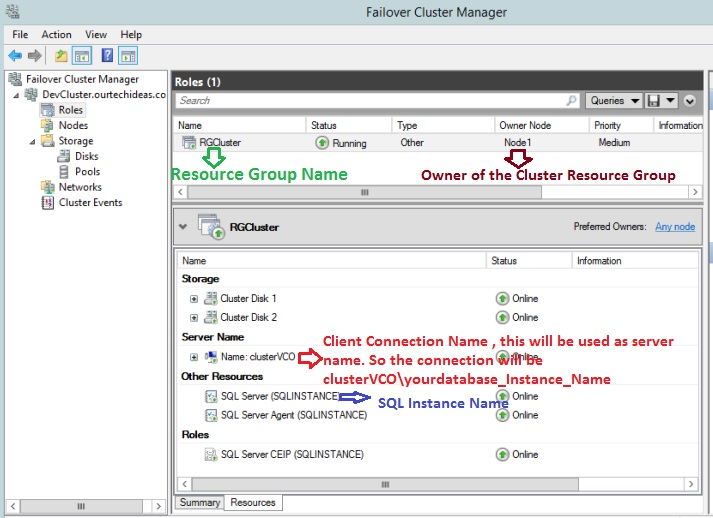 Failover Cluster Manager
File Action View Help
Failover Cluster Manager
DevCluster.ourtechideas.co
Roles
Nodes
Storage
Disks
Pools
Networks
Cluster Events
Roles (1)
Search
Queries
Name Status Type Owner Node Priority Information
RGCluster Running Other Node1 Medium
Resource Group Name
Owner of the Cluster Resource Group
RGCluster
Preferred Owners: Any node
Name Status Information
Storage
Cluster Disk 1 Online
Cluster Disk 2 Online
Server Name
Name: clusterVCO Online
Client Connection Name , this will be used as server
name. So the connection will be
clusterVCO\yourdatabase_Instance_Name
Other Resources
SQL Server (SQLINSTANCE) Online
SQL Instance Name
SQL Server Agent (SQLINSTANCE) Online
Roles
SQL Server CEIP (SQLINSTANCE) Online
Summary Resources